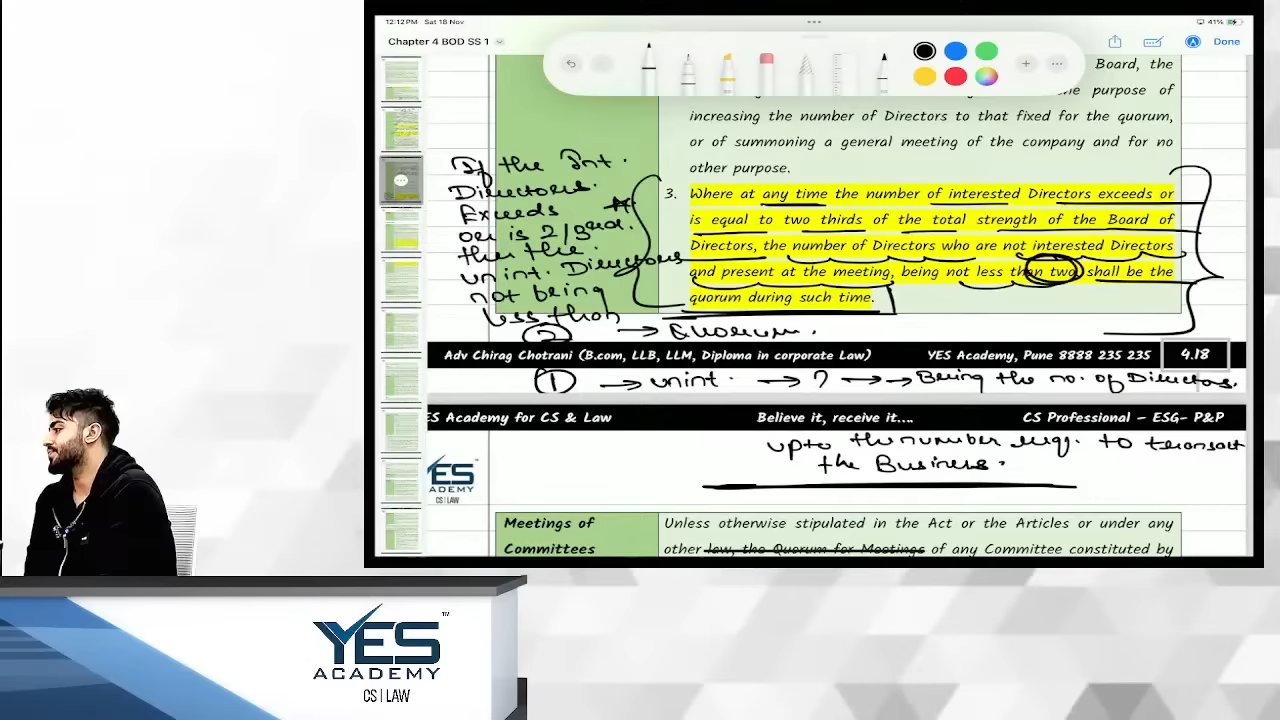 12:12 PM Sat 18 Nov
41%
Chapter 4 BOD SS 1
Done
Board, the
the purpose of
increasing the number of Directors to that fixed for the quorum,
or of summoning a general meeting of the company and for no
other purpose.
3. Where at any time the number of interested Directors exceeds or
is equal to two thirds of the total strength of the Board of
Directors, the number of Directors who are not interested Directors
and present at the meeting, being not less than two shall be the
quorum during such time.
If the Int.
Directors.
Exceeds
or is 2/3rd.
the the.
unint. Directors
not being
less than
(2) → Quorum.
Adv Chirag Chotrani (B.com, LLB, LLM, Diploma in corporate law)
YES Academy, Pune 88
(1) → unint. → ? → → Being the no. of Directors.
YES Academy for CS & Law
Believe it, receive it....
CS Professional – ESOP P&P
upto the number req. to transact
the Business.
YES
ACADEMY
CS | LAW
Meetings of
Committees
Unless otherwise stipulated in the Act or the Articles or under any
other law, the Quorum for Meetings of any Committee constituted by
YES
ACADEMY
CS | LAW
TM